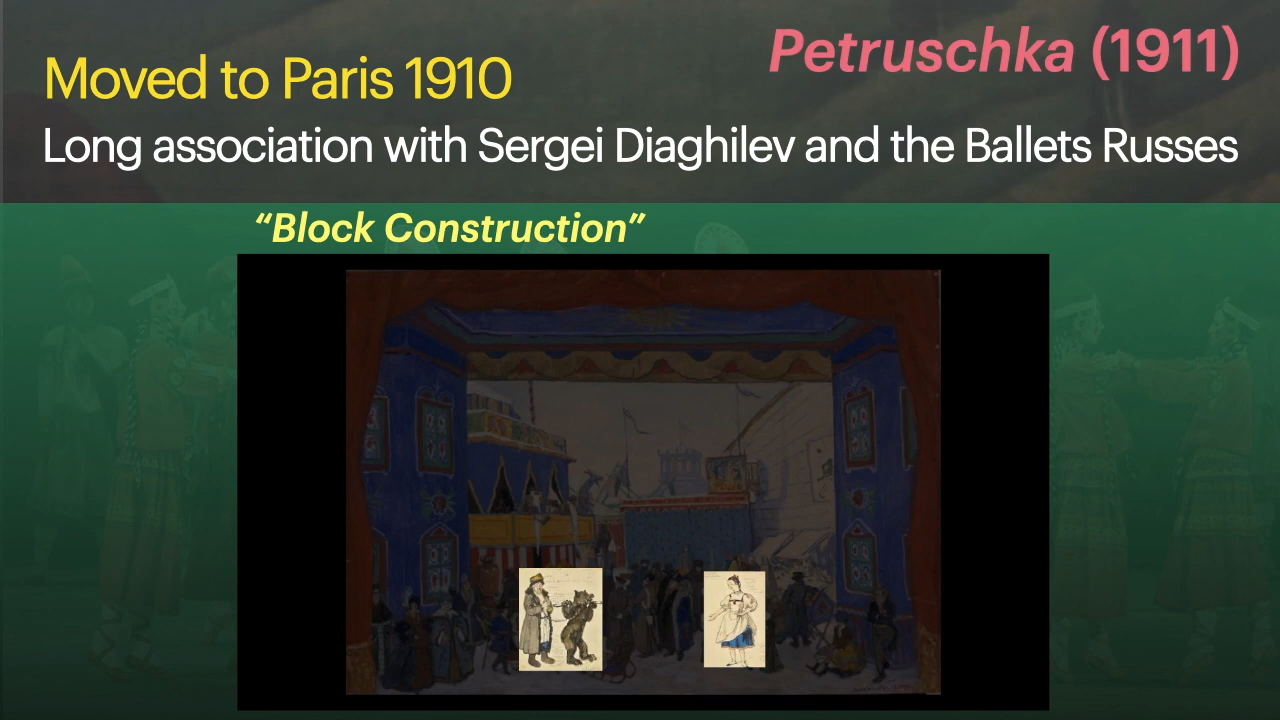 Petruschka (1911)
Moved to Paris 1910
Long association with Sergei Diaghilev and the Ballets Russes
“Block Construction”